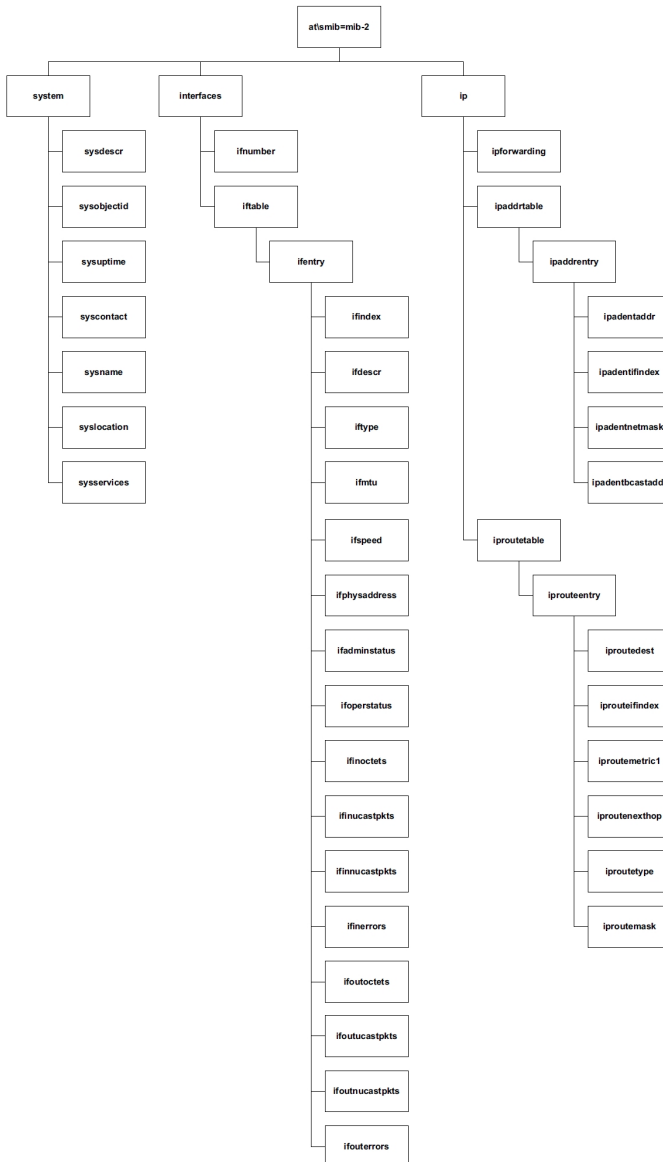 at\smib=mib-2
system
interfaces
ip
sysdescr
sysobjectid
sysuptime
syscontact
sysname
syslocation
sysservices
ifnumber
iftable
ifentry
ifindex
ifdescr
iftype
ifmtu
ifspeed
ifphysaddress
ifadminstatus
ifoperstatus
ifinoctets
ifinucastpkts
ifinnucastpkts
ifinerrors
ifoutoctets
ifoutucastpkts
ifoutnucastpkts
ifouterrors
ipforwarding
ipaddrtable
ipaddrentry
ipadentaddr
ipadentifindex
ipadentnetmask
ipadentbcastadd
iproutetable
iprouteentry
iproutedest
iprouteifindex
iproutemetric1
iproutenexthop
iproutetype
iproutemask